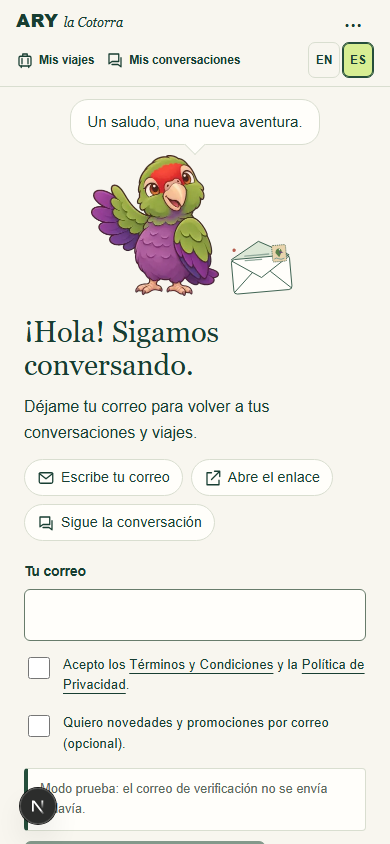 ARY la Cotorra
...
Mis viajes
Mis conversaciones
EN
ES
Un saludo, una nueva aventura.
¡Hola! Sigamos
conversando.
Déjame tu correo para volver a tus
conversaciones y viajes.
Escribe tu correo
Abre el enlace
Sigue la conversación
Tu correo
Acepto los Términos y Condiciones y la Política de
Privacidad.
Quiero novedades y promociones por correo
(opcional).
Modo prueba: el correo de verificación no se envía
N